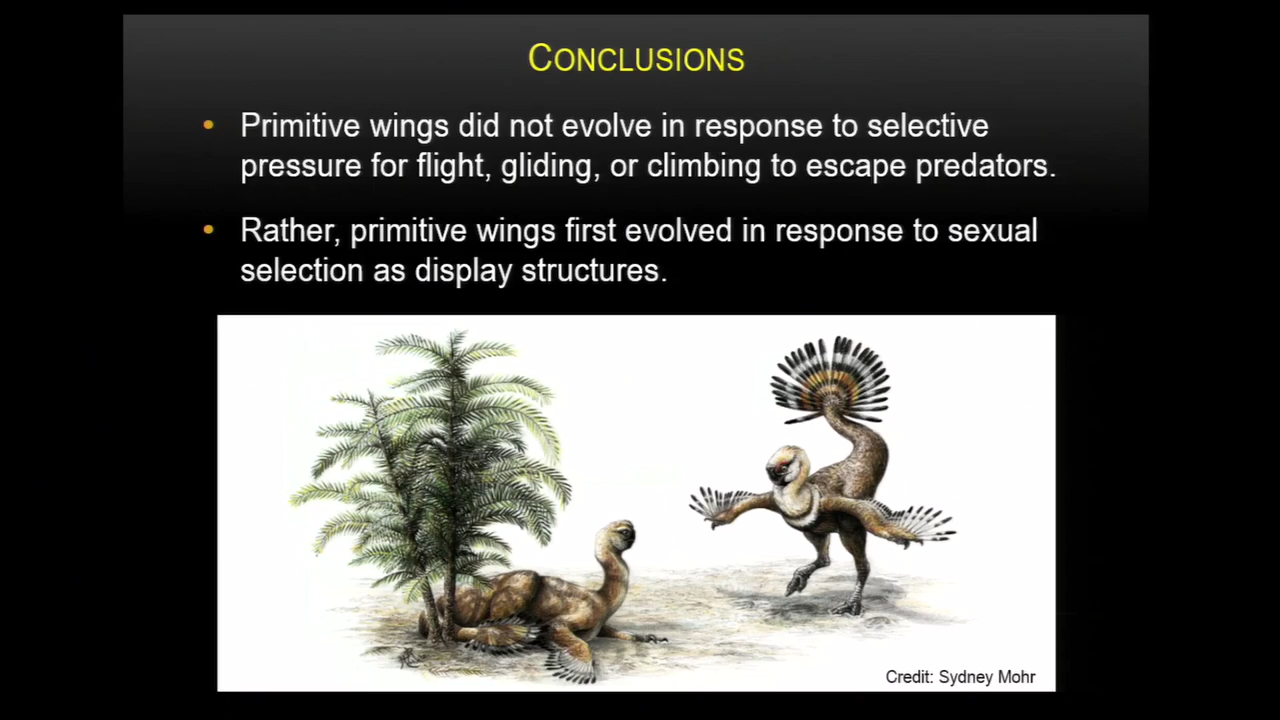 CONCLUSIONS
• Primitive wings did not evolve in response to selective
pressure for flight, gliding, or climbing to escape predators.
• Rather, primitive wings first evolved in response to sexual
selection as display structures.
Credit: Sydney Mohr